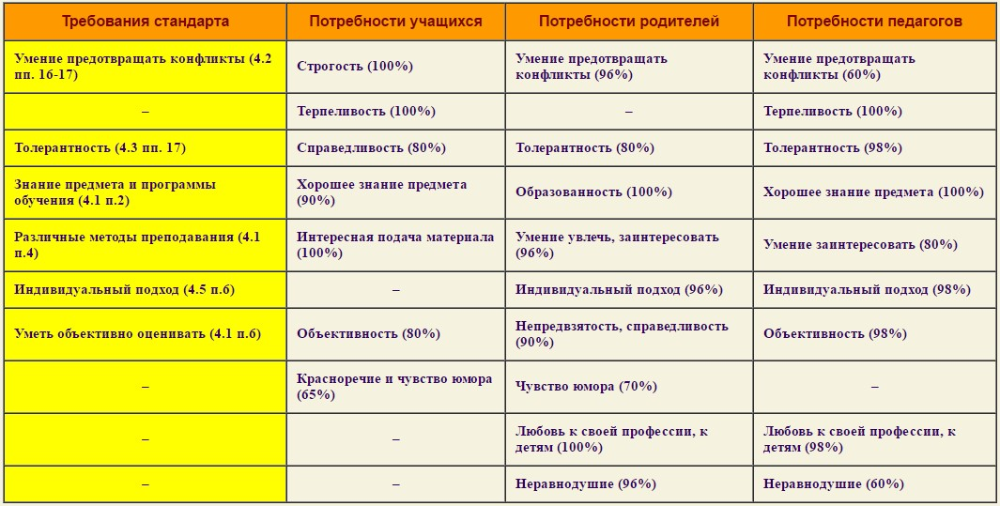 Требования стандарта
Потребности учащихся
Потребности родителей
Потребности педагогов
Умение предотвращать конфликты (4.2
пп. 16-17)
Строгость (100%)
Умение предотвращать
конфликты (96%)
Умение предотвращать
конфликты (60%)
–
Терпеливость (100%)
–
Терпеливость (100%)
Толерантность (4.3 пп. 17)
Справедливость (80%)
Толерантность (80%)
Толерантность (98%)
Знание предмета и программы
обучения (4.1 п.2)
Хорошее знание предмета
(90%)
Образованность (100%)
Хорошее знание предмета (100%)
Различные методы преподавания (4.1
п.4)
Интересная подача материала
(100%)
Умение увлечь, заинтересовать
(96%)
Умение заинтересовать (80%)
Индивидуальный подход (4.5 п.6)
–
Индивидуальный подход (96%)
Индивидуальный подход (98%)
Уметь объективно оценивать (4.1 п.6)
Объективность (80%)
Непредвзятость, справедливость
(90%)
Объективность (98%)
–
Красноречие и чувство юмора
(65%)
Чувство юмора (70%)
–
–
–
Любовь к своей профессии, к
детям (100%)
Любовь к своей профессии, к
детям (98%)
–
–
Неравнодушие (96%)
Неравнодушие (60%)